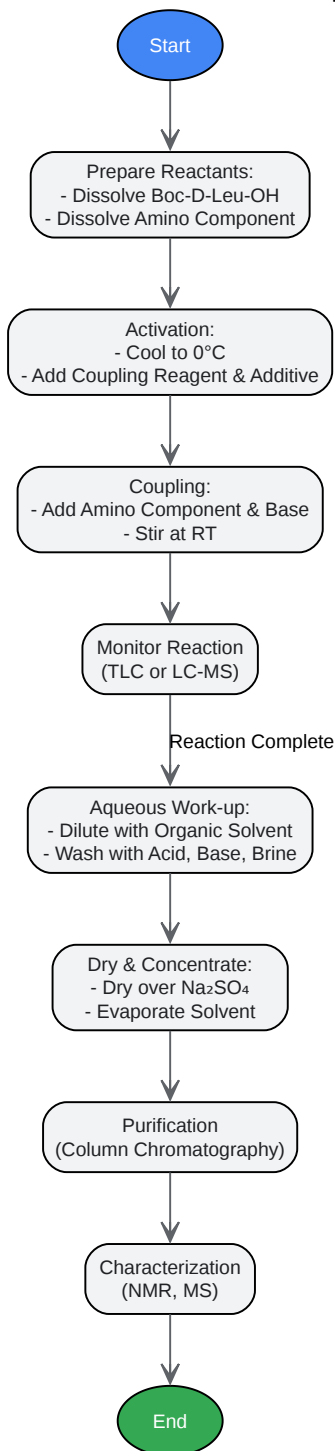 Start
Prepare Reactants:
- Dissolve Boc-D-Leu-OH
- Dissolve Amino Component
Activation:
- Cool to 0°C
- Add Coupling Reagent & Additive
Coupling:
- Add Amino Component & Base
- Stir at RT
Monitor Reaction
(TLC or LC-MS)
Reaction Complete
Aqueous Work-up:
- Dilute with Organic Solvent
- Wash with Acid, Base, Brine
Dry & Concentrate:
- Dry over Na₂SO₄
- Evaporate Solvent
Purification
(Column Chromatography)
Characterization
(NMR, MS)
End